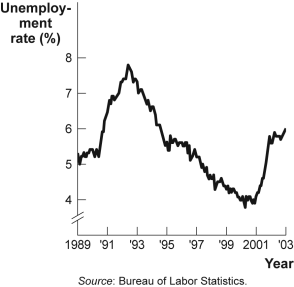 Unemploy-
ment
rate (%)
8
7
6
5
4
1989 '91 '93 '95 '97 '99 2001 '03
Year
Source: Bureau of Labor Statistics.